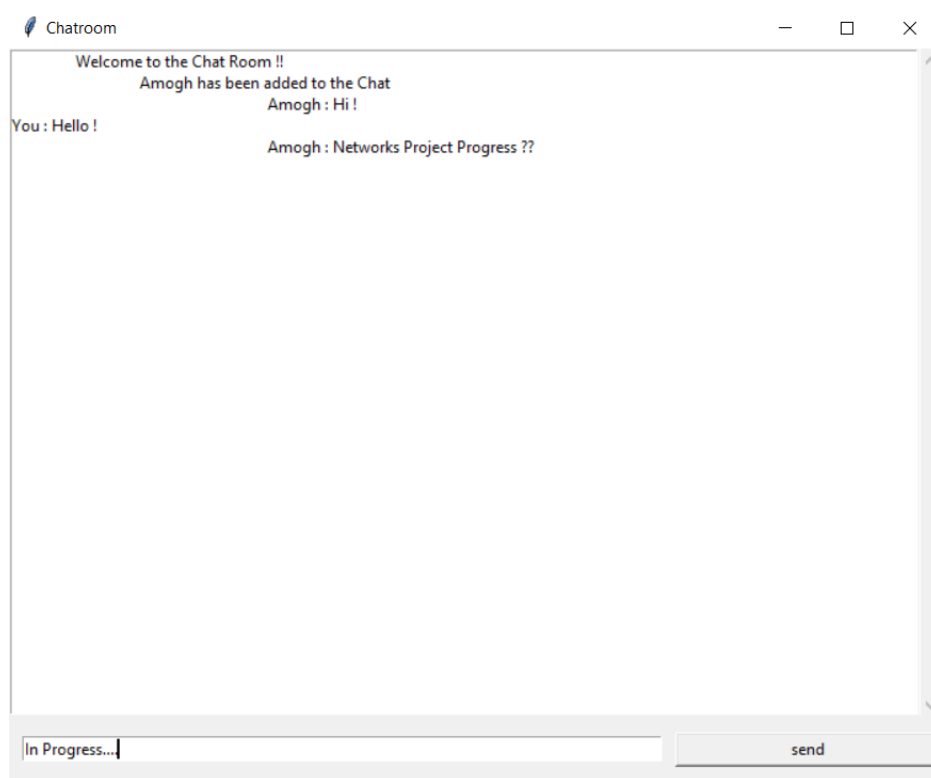 Chatroom
Welcome to the Chat Room !!
Amogh has been added to the Chat
Amogh : Hi !
You : Hello !
Amogh : Networks Project Progress ??
In Progress....
send